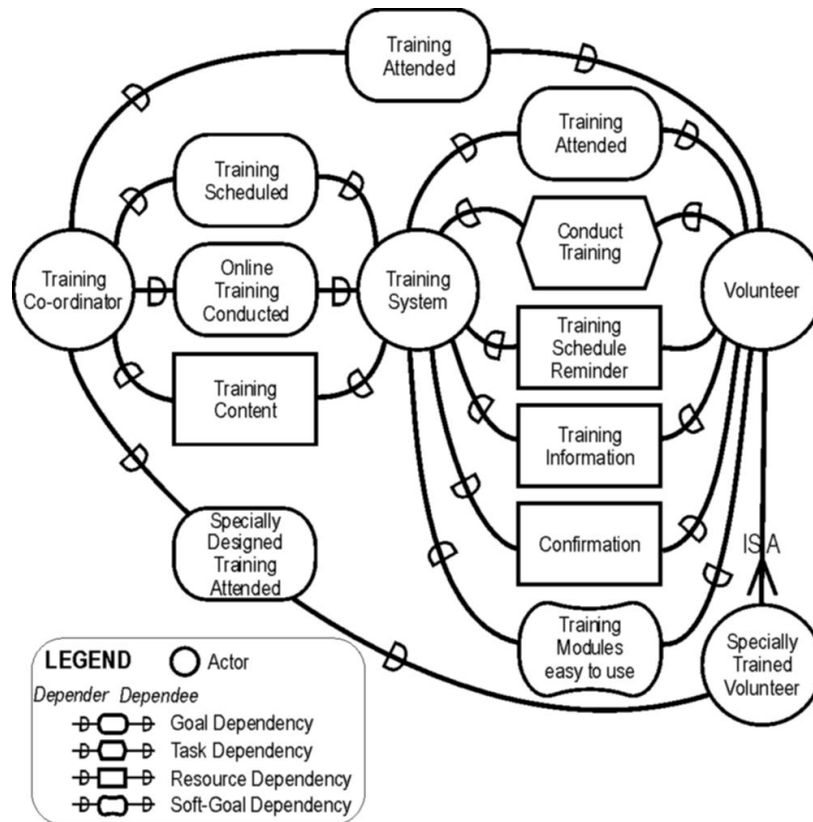 Training
Attended
Training
Attended
Training
Scheduled
Conduct
Training
Training
Co-ordinator
Online
Training
Conducted
Training
System
Volunteer
Training
Schedule
Reminder
Training
Content
Training
Information
Specially
Designed
Training
Attended
Confirmation
IS A
Training
Modules
easy to use
Specially
Trained
Volunteer
LEGEND
Actor
Depender Dependee
Goal Dependency
Task Dependency
Resource Dependency
Soft-Goal Dependency